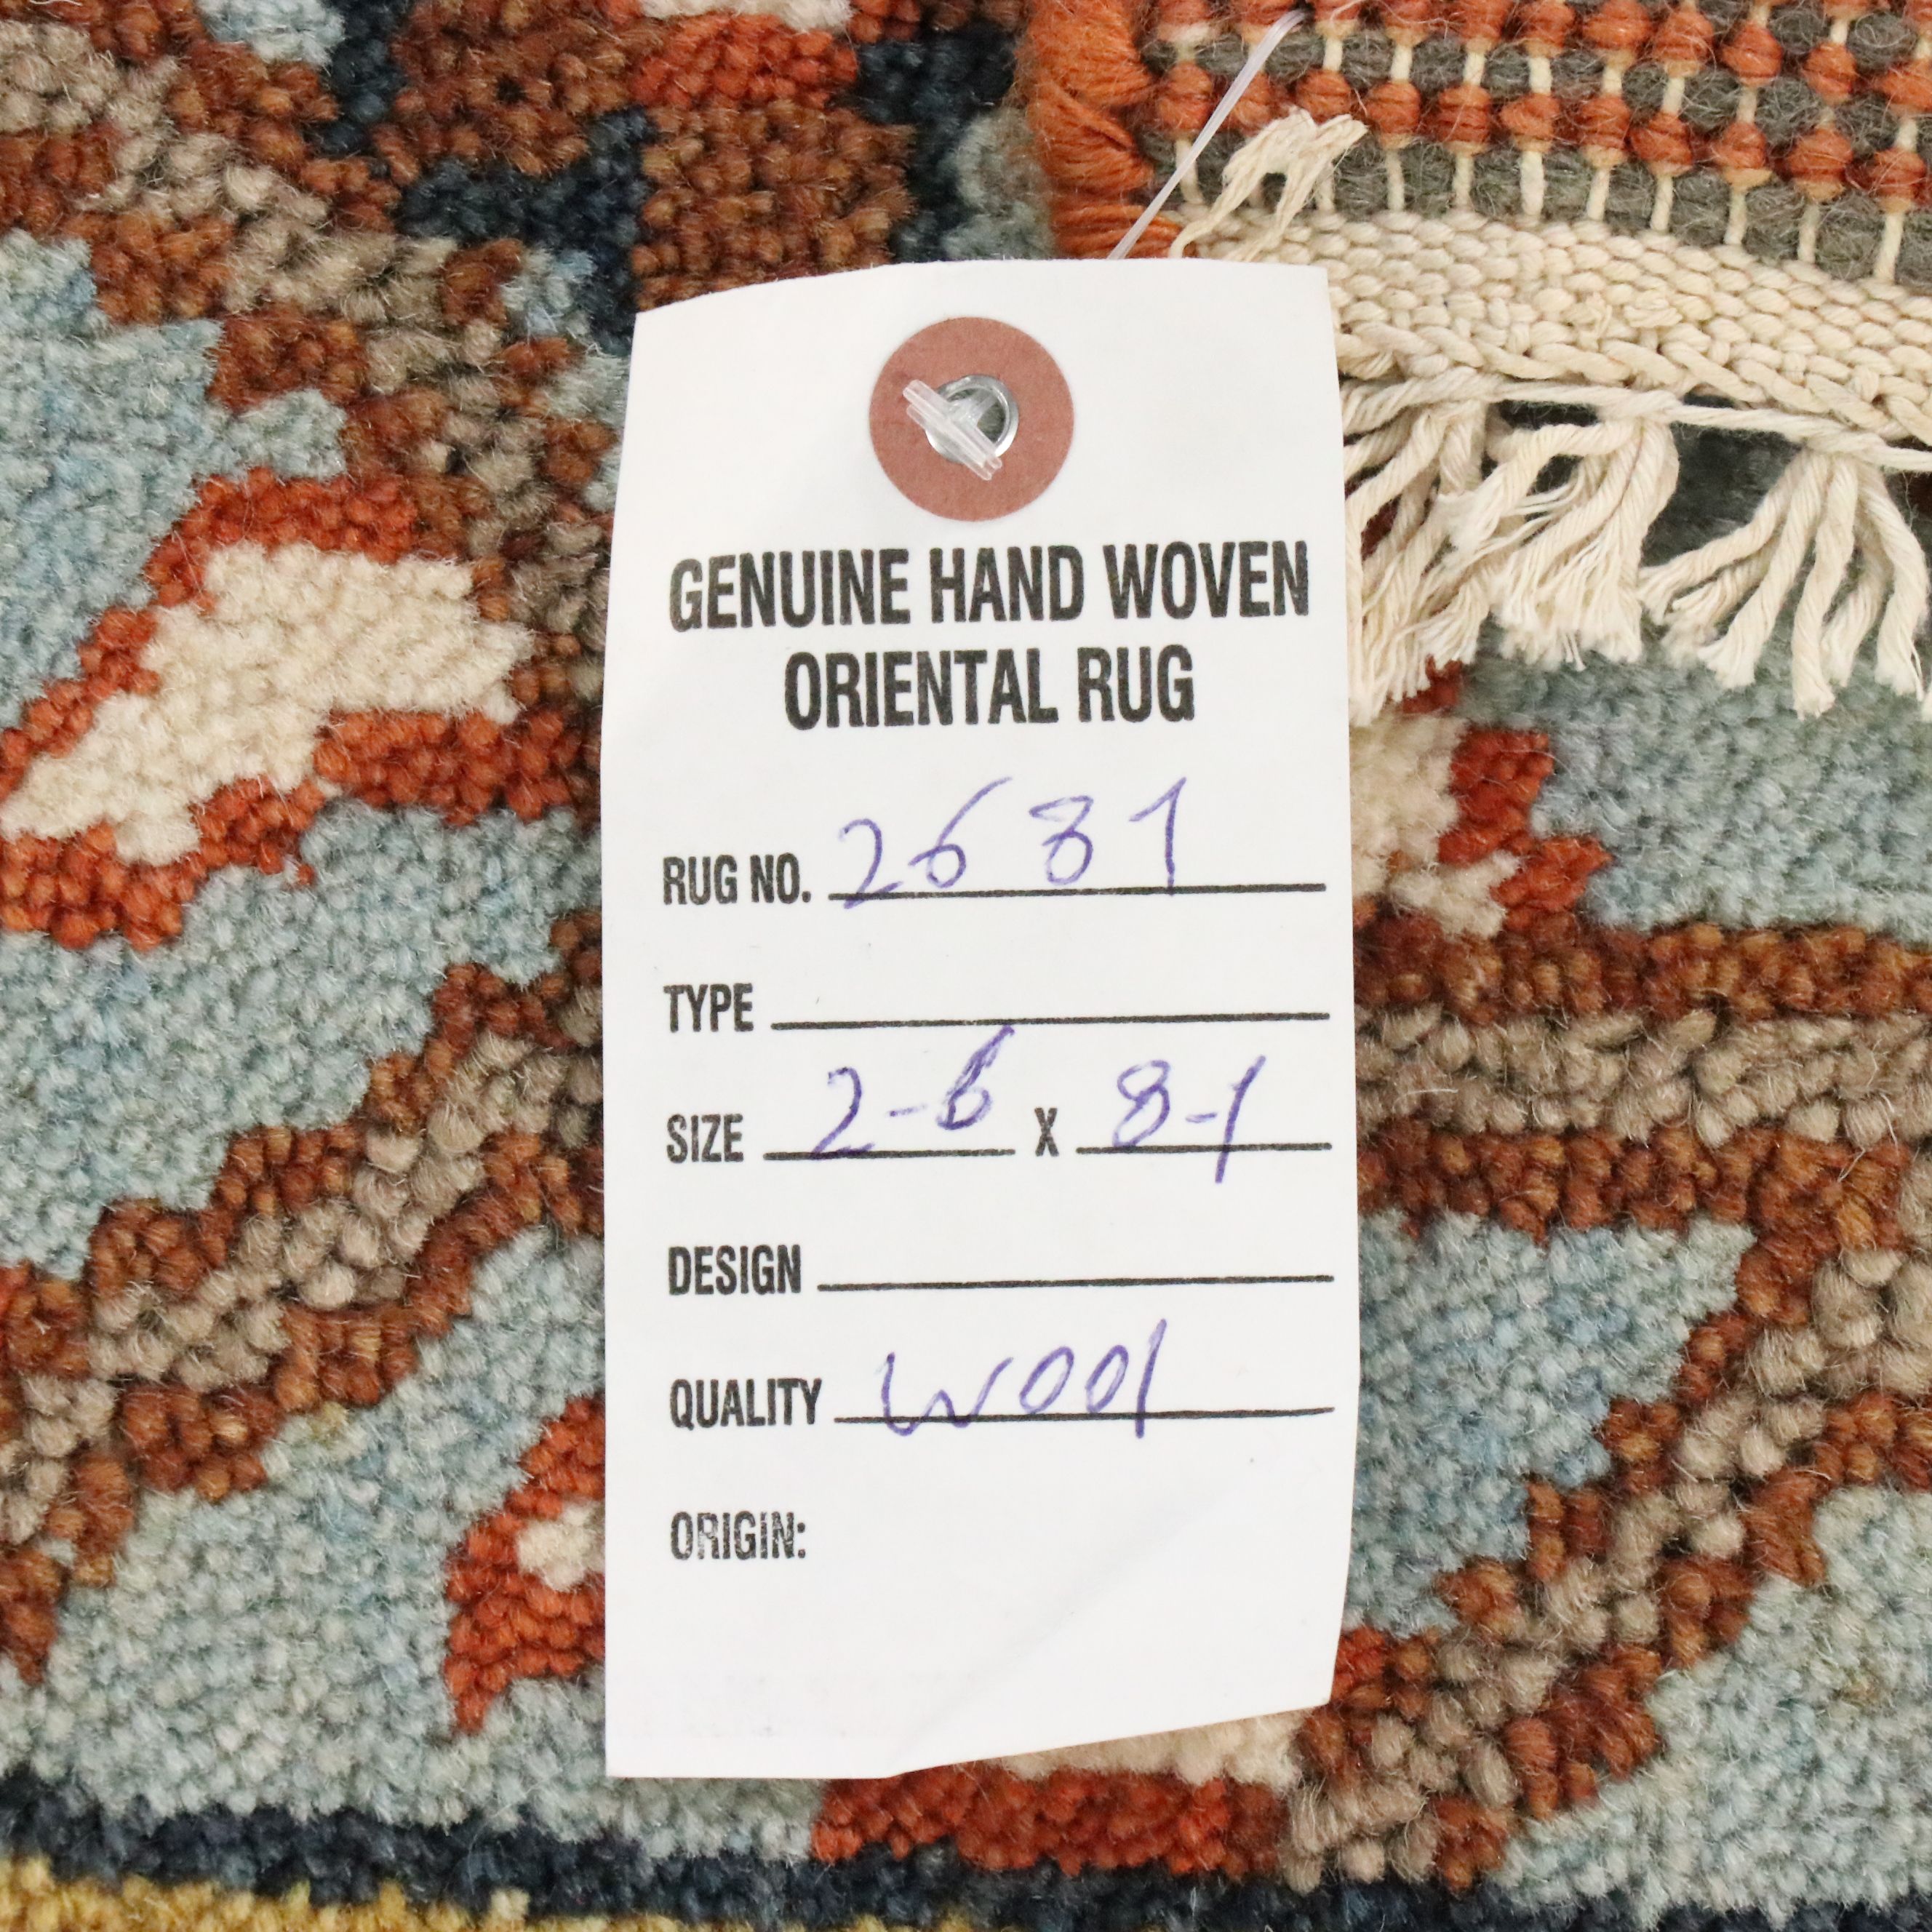 GENUINE HAND WOVEN
ORIENTAL RUG
RUG NO. 2681
TYPE
SIZE 2-6 X 8-1
DESIGN
QUALITY Wool
ORIGIN: